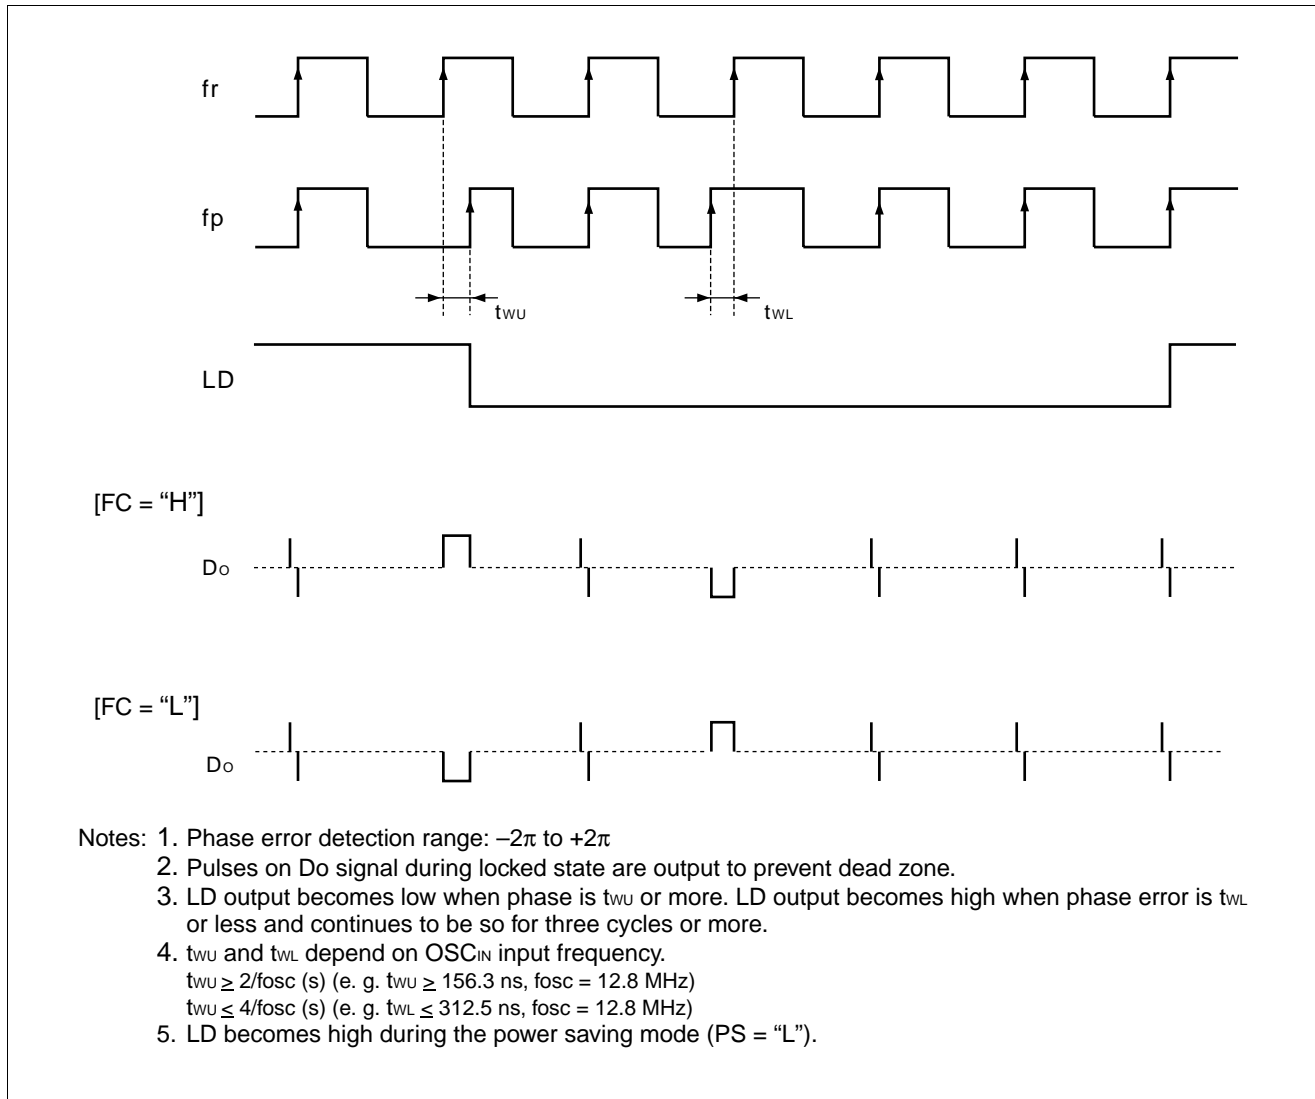 fr
fp
tWU
tWL
LD
[FC = “H”]
DO
[FC = “L”]
DO
Notes: 1. Phase error detection range: –2π to +2π
2. Pulses on Do signal during locked state are output to prevent dead zone.
3. LD output becomes low when phase is tWU or more. LD output becomes high when phase error is tWL
or less and continues to be so for three cycles or more.
4. tWU and tWL depend on OSCIN input frequency.
tWU ≥ 2/fosc (s) (e. g. tWU ≥ 156.3 ns, fosc = 12.8 MHz)
tWU ≤ 4/fosc (s) (e. g. tWL ≤ 312.5 ns, fosc = 12.8 MHz)
5. LD becomes high during the power saving mode (PS = “L”).